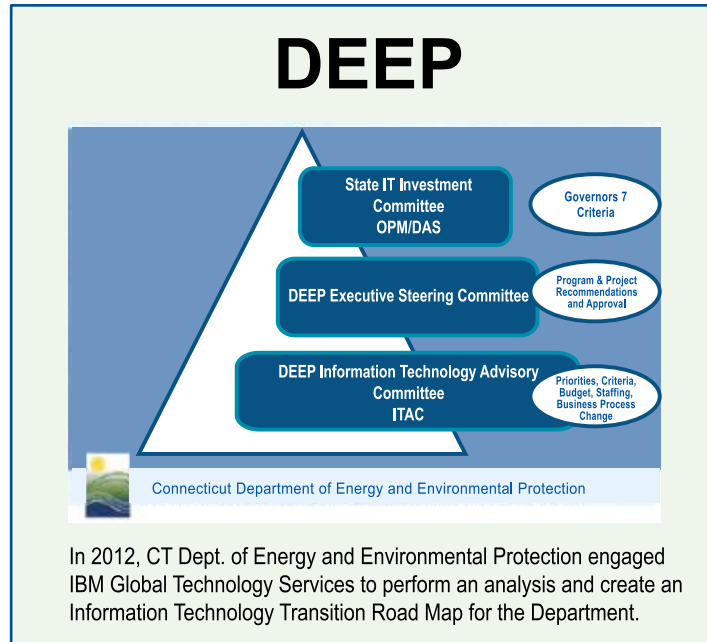 DEEP
State IT Investment
Committee
OPM/DAS
Governors 7
Criteria
DEEP Executive Steering Committee
Program & Project
Recommendations
and Approval
DEEP Information Technology Advisory
Committee
ITAC
Priorities, Criteria,
Budget, Staffing,
Business Process
Change
Connecticut Department of Energy and Environmental Protection
In 2012, CT Dept. of Energy and Environmental Protection engaged
IBM Global Technology Services to perform an analysis and create an
Information Technology Transition Road Map for the Department.